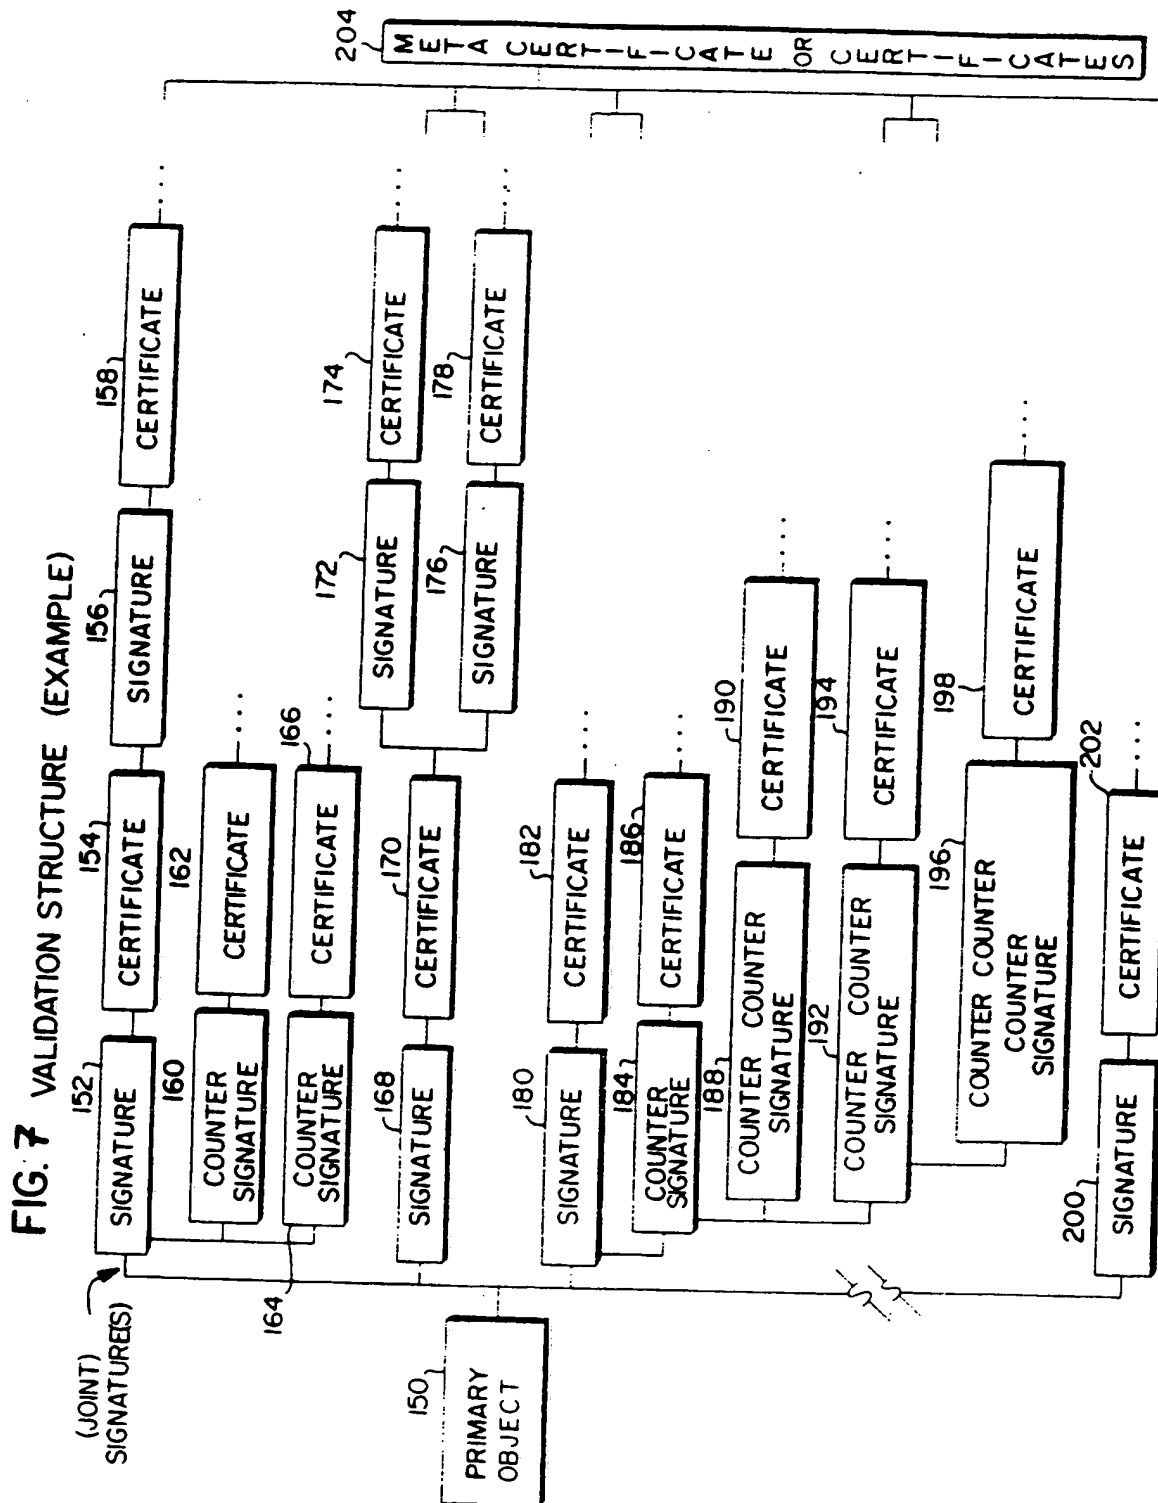 FIG. 7 VALIDATION STRUCTURE (EXAMPLE)
(JOINT)
SIGNATURE(S)
150
PRIMARY
OBJECT
152
SIGNATURE
154
CERTIFICATE
156
SIGNATURE
158
CERTIFICATE
....
160
COUNTER
SIGNATURE
162
CERTIFICATE
....
164
COUNTER
SIGNATURE
166
CERTIFICATE
....
168
SIGNATURE
170
CERTIFICATE
172
SIGNATURE
174
CERTIFICATE
....
176
SIGNATURE
178
CERTIFICATE
....
180
SIGNATURE
182
CERTIFICATE
....
184
COUNTER
SIGNATURE
186
CERTIFICATE
....
188
COUNTER COUNTER
SIGNATURE
190
CERTIFICATE
....
192
COUNTER COUNTER
SIGNATURE
194
CERTIFICATE
....
196
COUNTER COUNTER
COUNTER
SIGNATURE
198
CERTIFICATE
....
200
SIGNATURE
202
CERTIFICATE
....
204
META CERTIFICATE OR CERTIFICATES